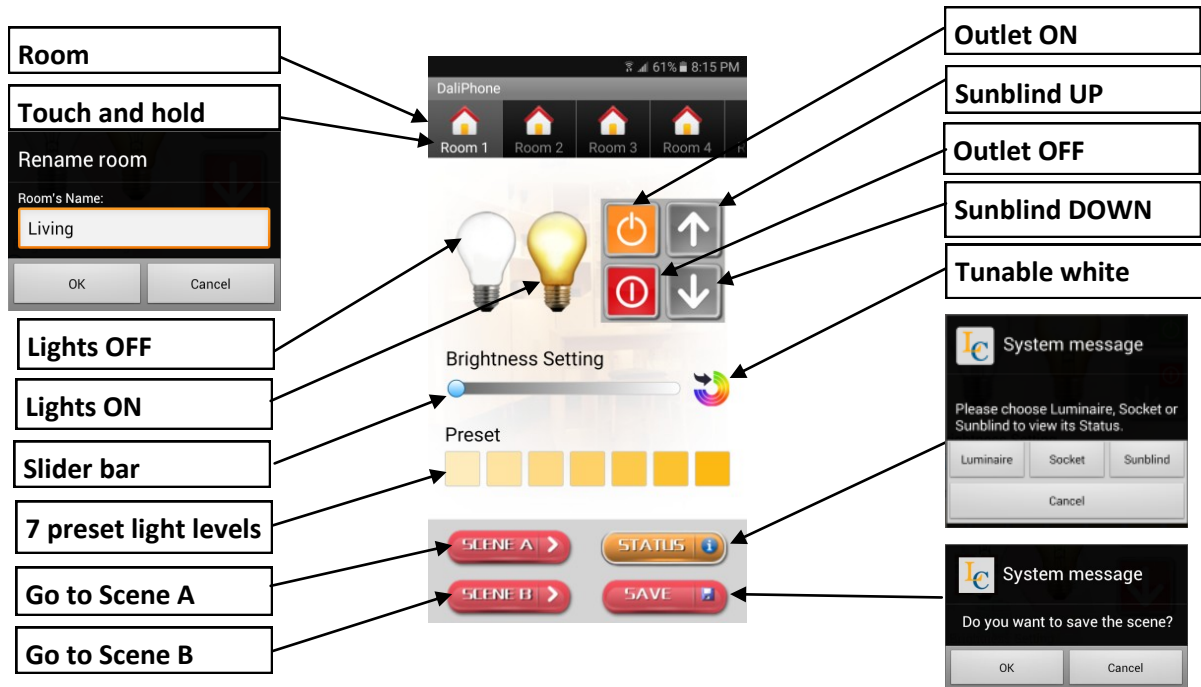 Room
Touch and hold
Rename room
Room's Name:
Living
OK
Cancel
Lights OFF
Lights ON
Slider bar
7 preset light levels
Go to Scene A
Go to Scene B
61% 8:15 PM
DaliPhone
Room 1
Room 2
Room 3
Room 4
R
Brightness Setting
Preset
SCENE A
STATUS
SCENE B
SAVE
Outlet ON
Sunblind UP
Outlet OFF
Sunblind DOWN
Tunable white
LC
System message
Please choose Luminaire, Socket or
Sunblind to view its Status.
Luminaire
Socket
Sunblind
Cancel
LC
System message
Do you want to save the scene?
OK
Cancel